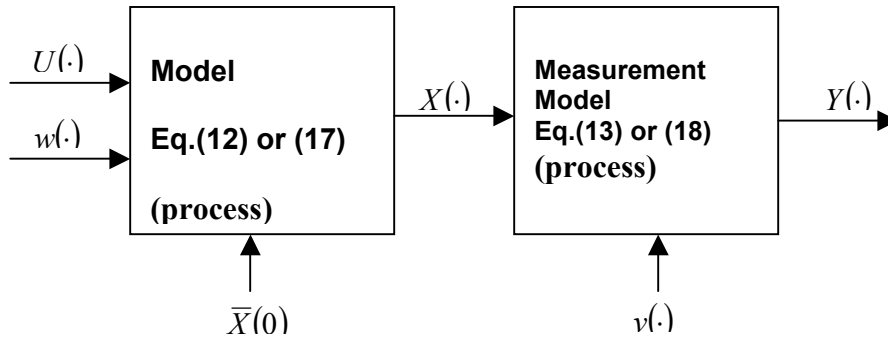 U(·)
w(·)
Model
Eq.(12) or (17)
(process)
X(·)
Measurement
Model
Eq.(13) or (18)
(process)
Y(·)
X̅(0)
v(·)